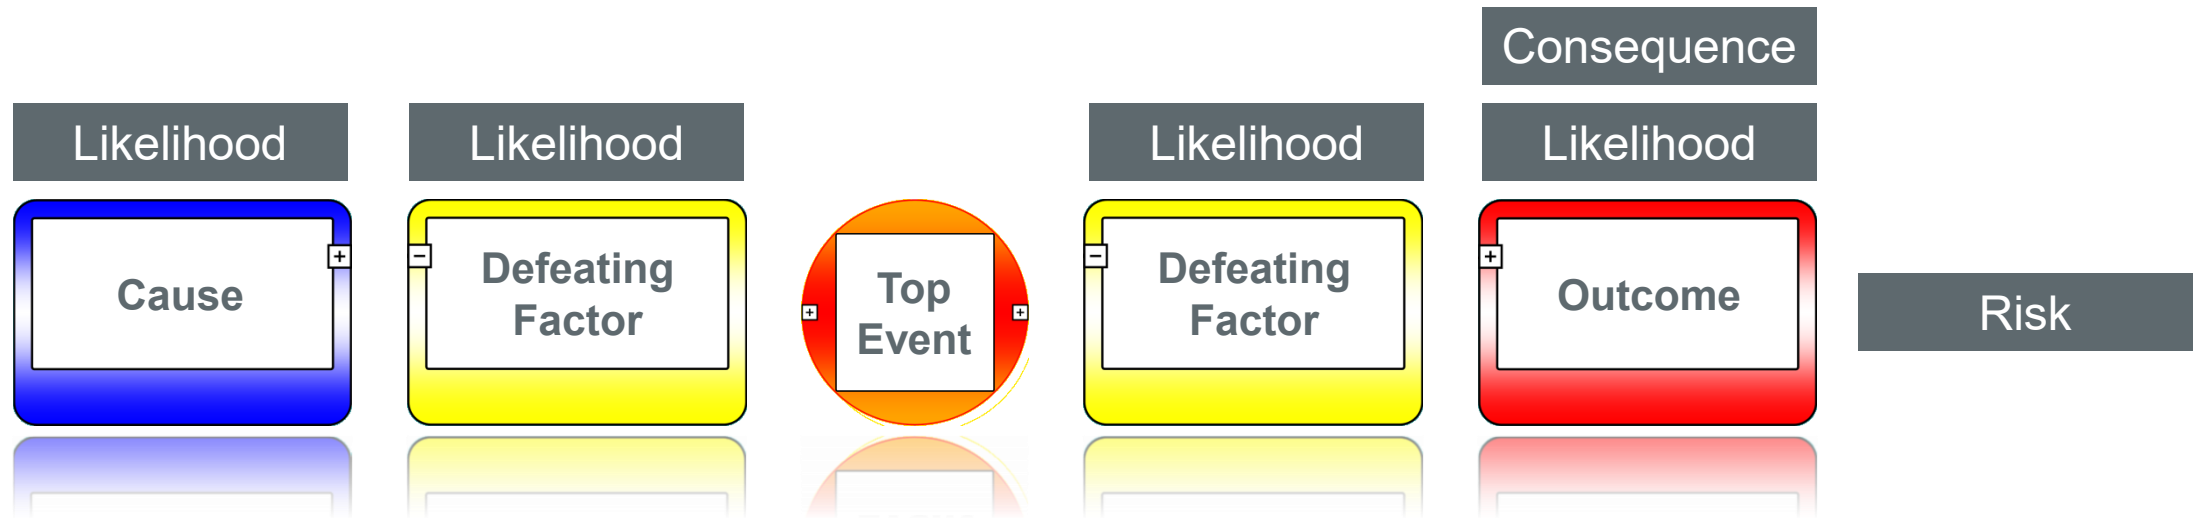 Consequence
Likelihood
Likelihood
Likelihood
Likelihood
Cause
Defeating
Factor
Top
Event
Defeating
Factor
Outcome
Risk